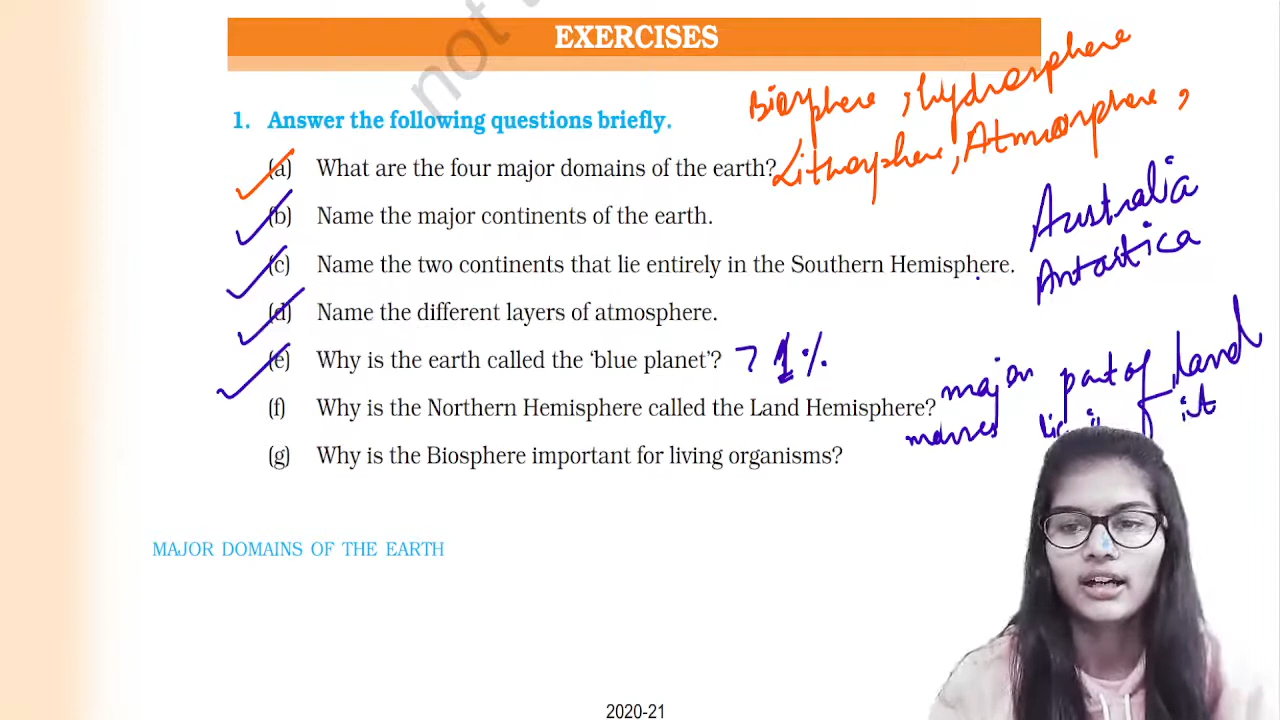 not
EXERCISES
1. Answer the following questions briefly.
Biosphere, hydrosphere
Lithosphere, Atmosphere,
(a) What are the four major domains of the earth?
(b) Name the major continents of the earth.
Australia
Antartica
(c) Name the two continents that lie entirely in the Southern Hemisphere.
(d) Name the different layers of atmosphere.
(e) Why is the earth called the ‘blue planet’? 71%
major part of land
masses it
(f) Why is the Northern Hemisphere called the Land Hemisphere?
(g) Why is the Biosphere important for living organisms?
MAJOR DOMAINS OF THE EARTH
2020-21